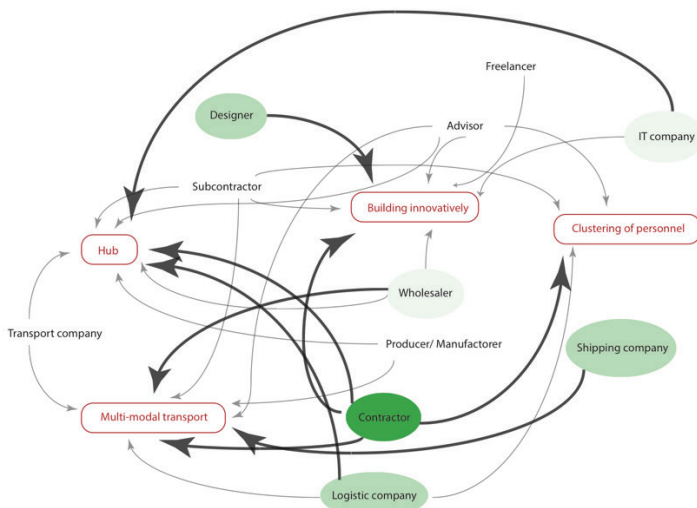 Freelancer
Designer
Advisor
IT company
Subcontractor
Building innovatively
Clustering of personnel
Hub
Wholesaler
Transport company
Producer/ Manufactorer
Shipping company
Multi-modal transport
Contractor
Logistic company